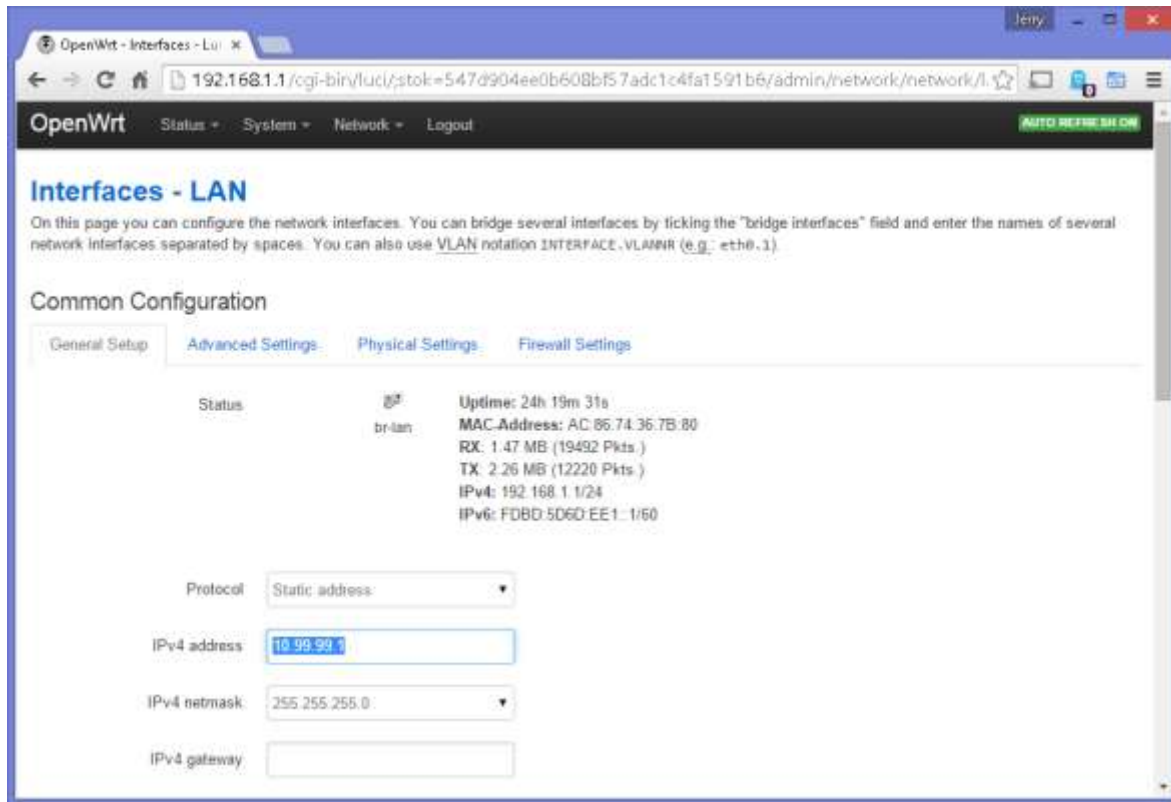 Jerry
OpenWrt - Interfaces - Lu
192.168.1.1/cgi-bin/luci/;stok=547d904ee0b608bf57adc1c4fa1591b6/admin/network/network/l
OpenWrt Status System Network Logout AUTO REFRESH ON
Interfaces - LAN
On this page you can configure the network interfaces. You can bridge several interfaces by ticking the "bridge interfaces" field and enter the names of several
network interfaces separated by spaces. You can also use VLAN notation INTERFACE.VLANNR (e.g.: eth0.1).
Common Configuration
General Setup Advanced Settings Physical Settings Firewall Settings
Status
br-lan
Uptime: 24h 19m 31s
MAC-Address: AC:86:74:36:7B:80
RX: 1.47 MB (19492 Pkts.)
TX: 2.26 MB (12220 Pkts.)
IPv4: 192.168.1.1/24
IPv6: FDBD:5D6D:EE1::1/60
Protocol Static address
IPv4 address 10.99.99.1
IPv4 netmask 255.255.255.0
IPv4 gateway